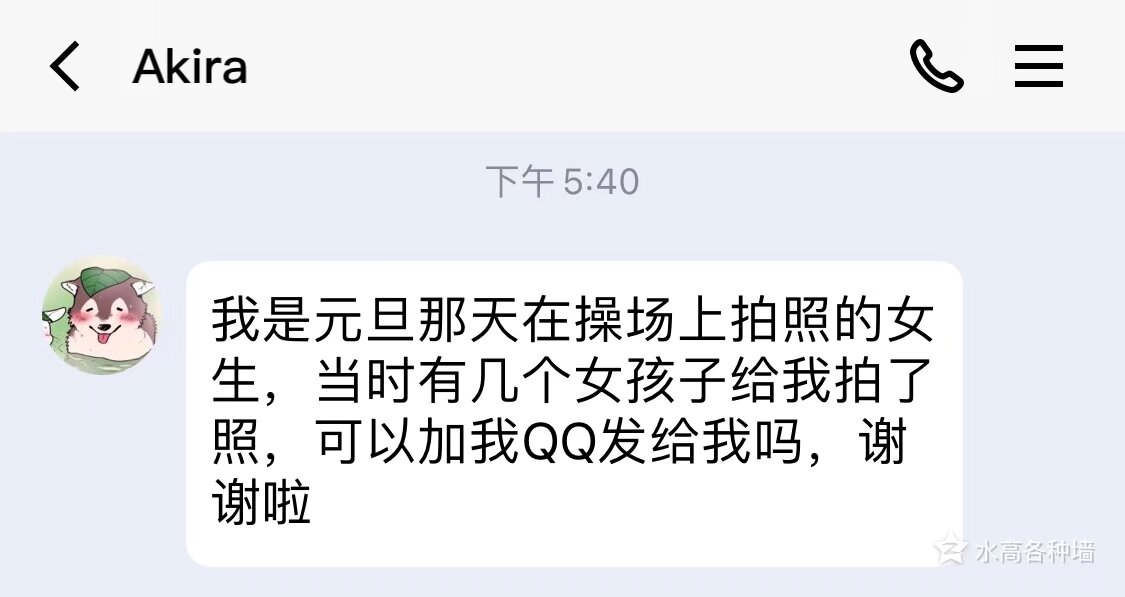 Akira
下午 5:40
我是元旦那天在操场上拍照的女
生，当时有几个女孩子给我拍了
照，可以加我QQ发给我吗，谢
谢啦
水高各种墙